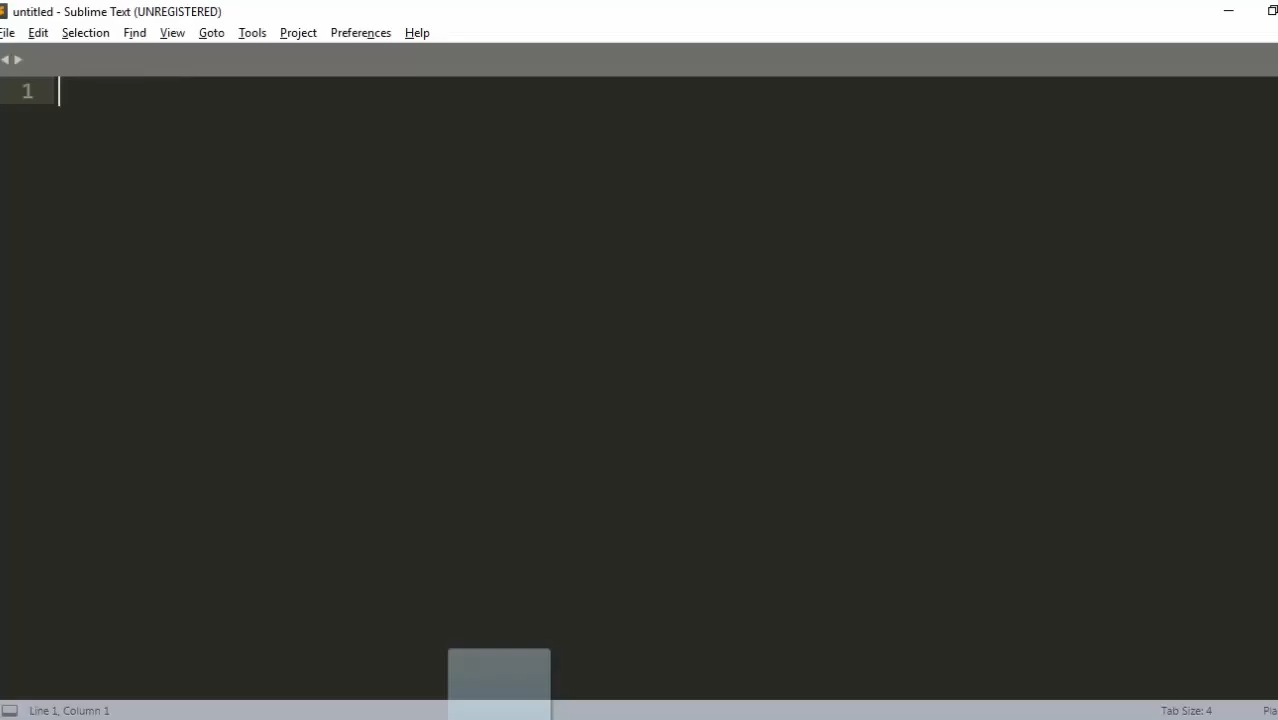 untitled - Sublime Text (UNREGISTERED)
File Edit Selection Find View Goto Tools Project Preferences Help
1
Line 1, Column 1 Tab Size: 4 Pla